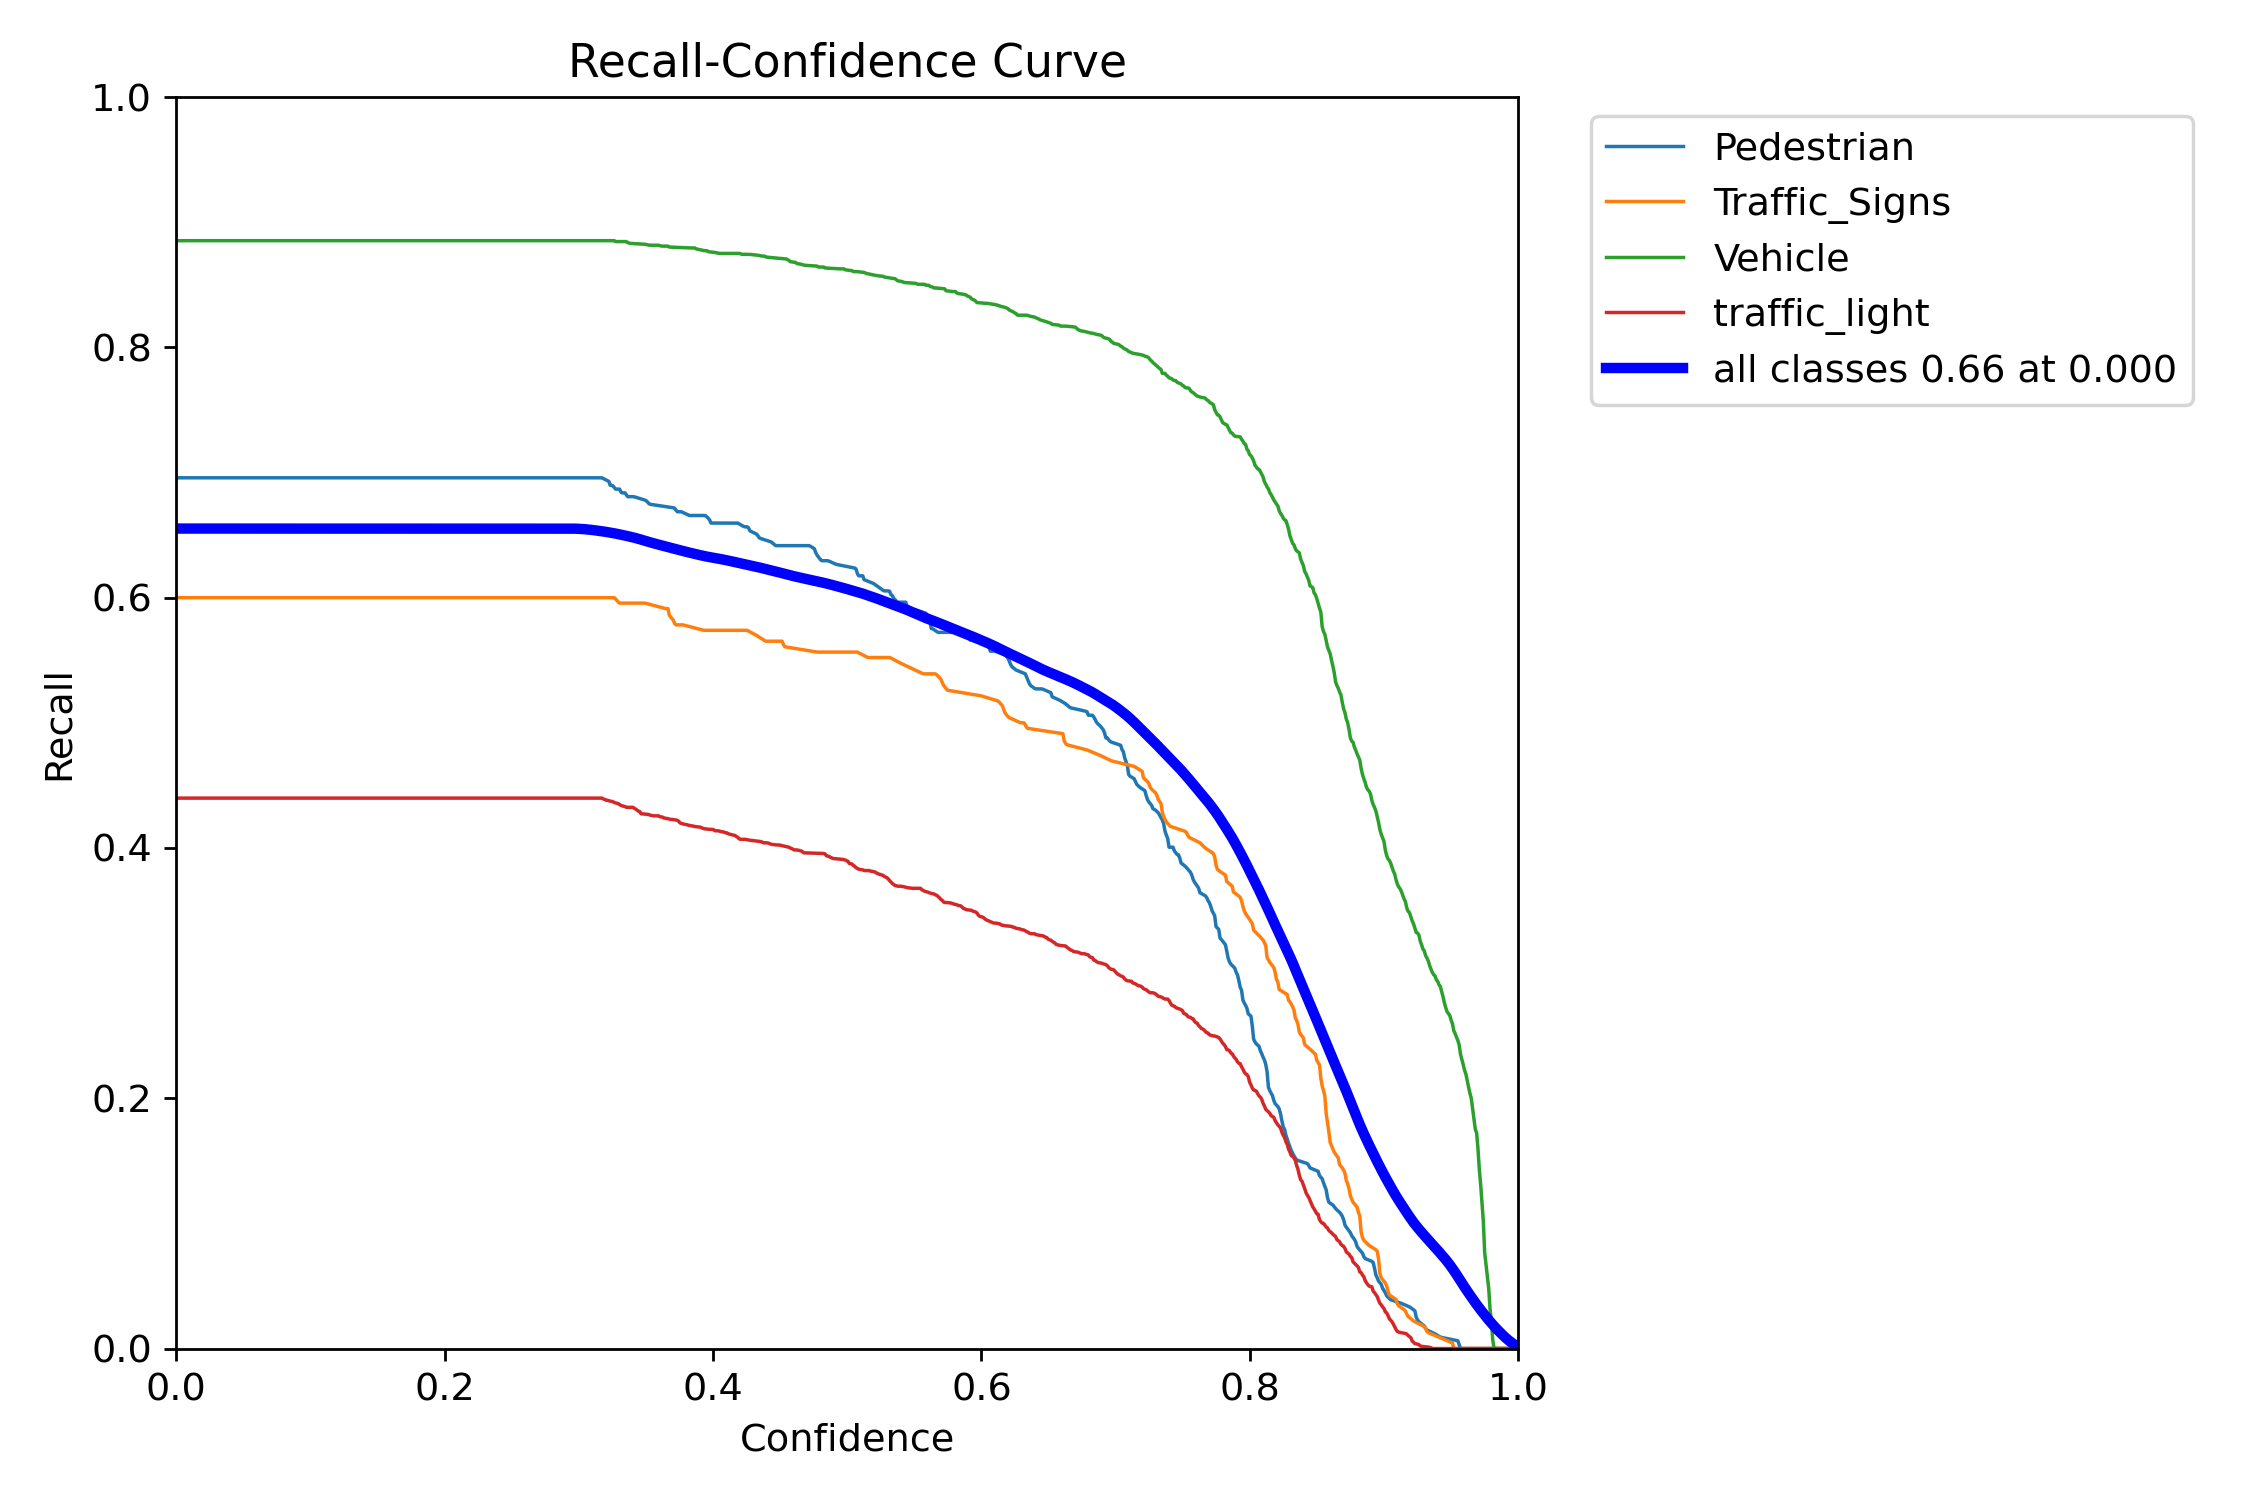 Recall-Confidence Curve
1.0
0.8
0.6
0.4
0.2
0.0
Recall
0.0 0.2 0.4 0.6 0.8 1.0
Confidence
Pedestrian
Traffic_Signs
Vehicle
traffic_light
all classes 0.66 at 0.000